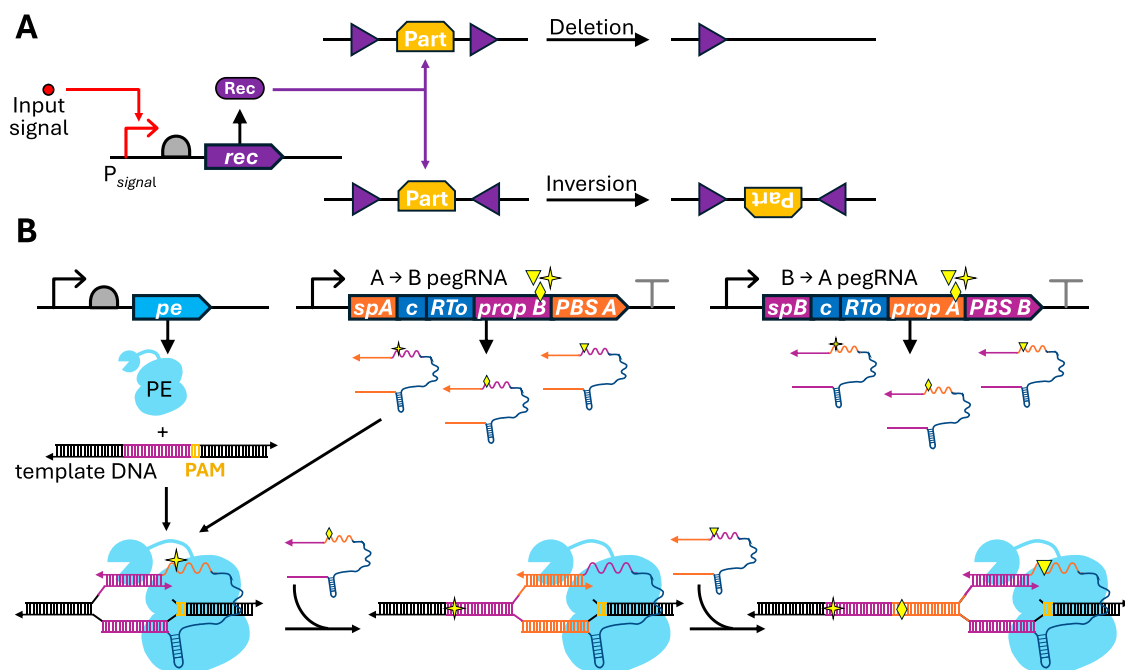 A
Part
Deletion
Rec
Input
signal
rec
Psignal
Part
Inversion
Part
B
A → B pegRNA
B → A pegRNA
pe
spA c RTo prop B PBS A
spB c RTo prop A PBS B
PE
+
template DNA
PAM